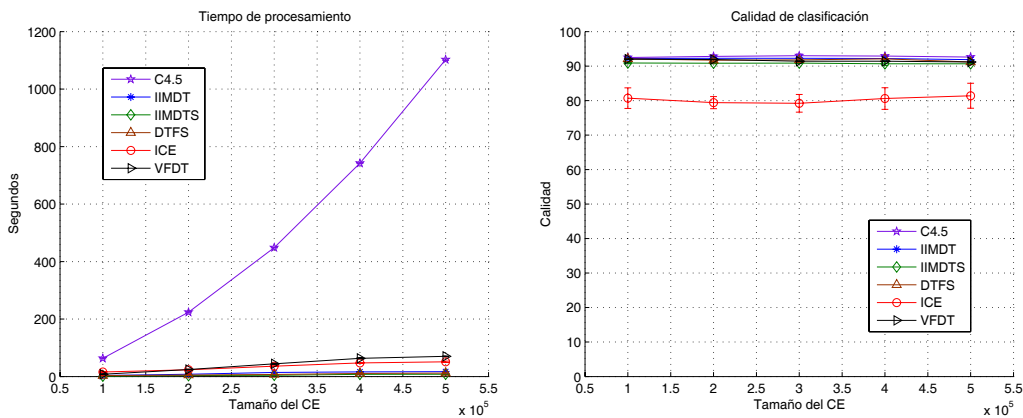 Tiempo de procesamiento
1200
1000
800
600
400
200
0
Segundos
C4.5
IIMDT
IIMDTS
DTFS
ICE
VFDT
0.5 1 1.5 2 2.5 3 3.5 4 4.5 5 5.5
Tamaño del CE
x 10⁵
Calidad de clasificación
100
90
80
70
60
50
40
30
20
10
0
Calidad
C4.5
IIMDT
IIMDTS
DTFS
ICE
VFDT
0.5 1 1.5 2 2.5 3 3.5 4 4.5 5 5.5
Tamaño del CE
x 10⁵